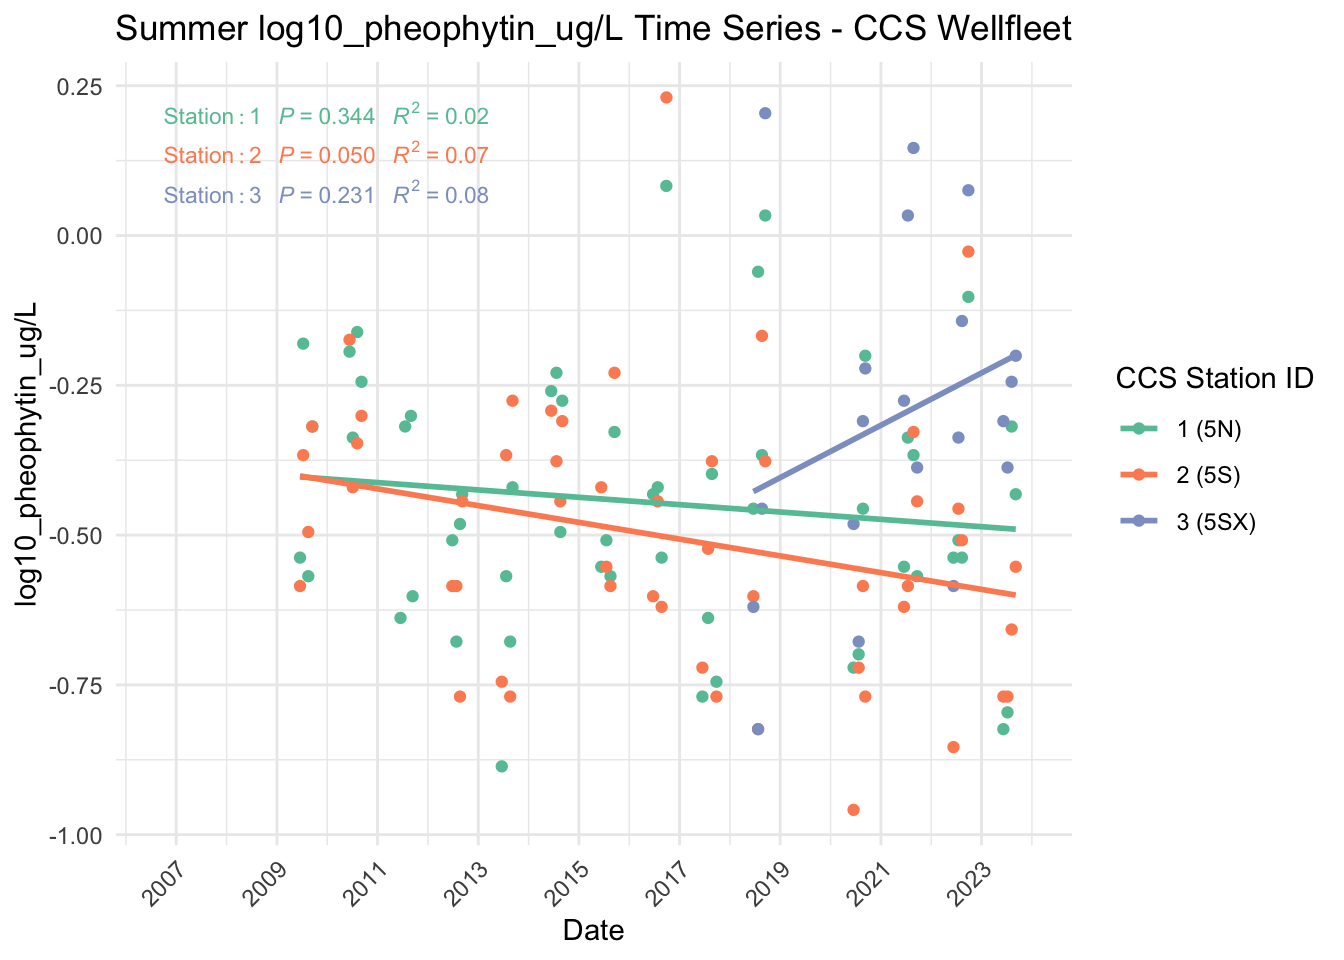 Summer log10_pheophytin_ug/L Time Series - CCS Wellfleet
Station: 1 P = 0.344 R² = 0.02
Station: 2 P = 0.050 R² = 0.07
Station: 3 P = 0.231 R² = 0.08
0.25
0.00
-0.25
-0.50
-0.75
-1.00
log10_pheophytin_ug/L
2007 2009 2011 2013 2015 2017 2019 2021 2023
Date
CCS Station ID
1 (5N)
2 (5S)
3 (5SX)